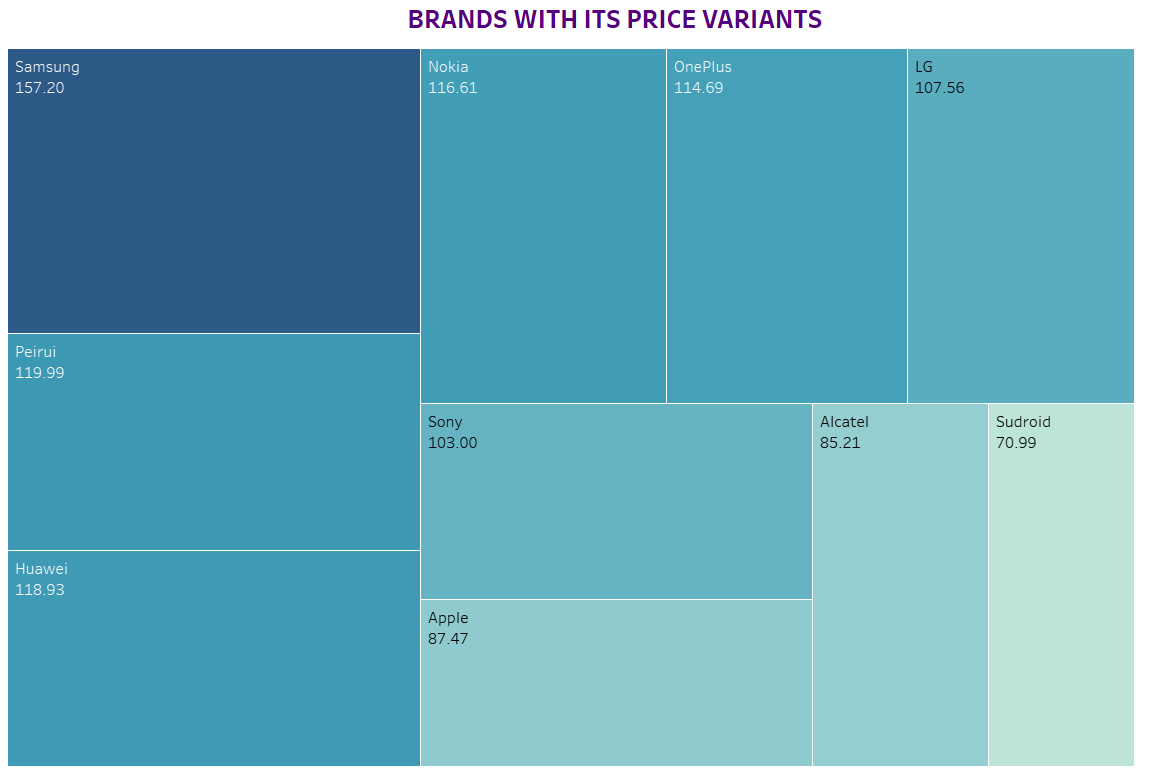 BRANDS WITH ITS PRICE VARIANTS
Samsung
157.20
Peirui
119.99
Huawei
118.93
Nokia
116.61
OnePlus
114.69
LG
107.56
Sony
103.00
Apple
87.47
Alcatel
85.21
Sudroid
70.99